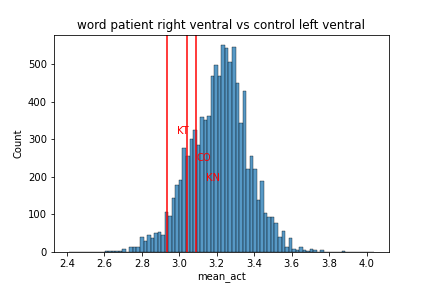 word patient right ventral vs control left ventral
500
400
300
200
100
0
Count
KT
CD
KN
2.4 2.6 2.8 3.0 3.2 3.4 3.6 3.8 4.0
mean_act